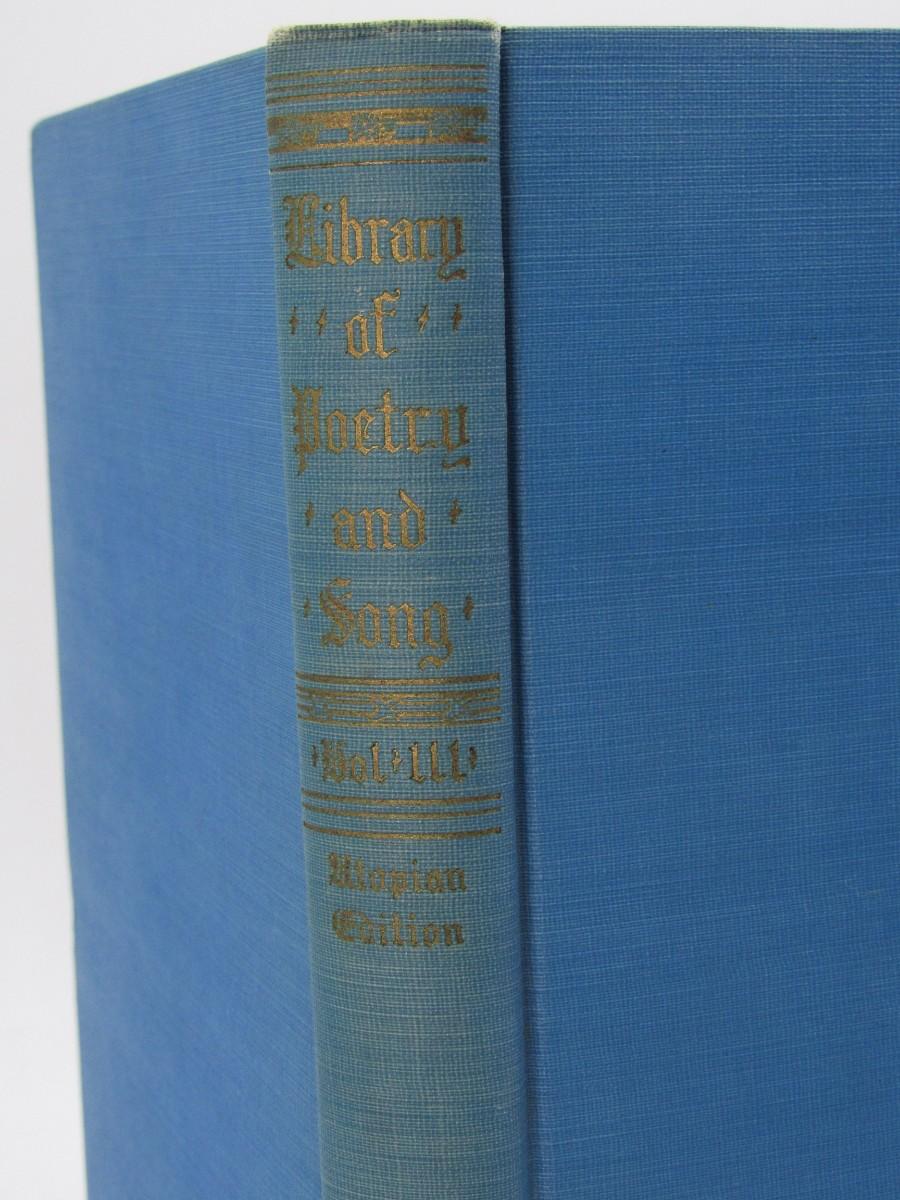 Library
of
Poetry
and
Song
Vol III
Utopian
Edition